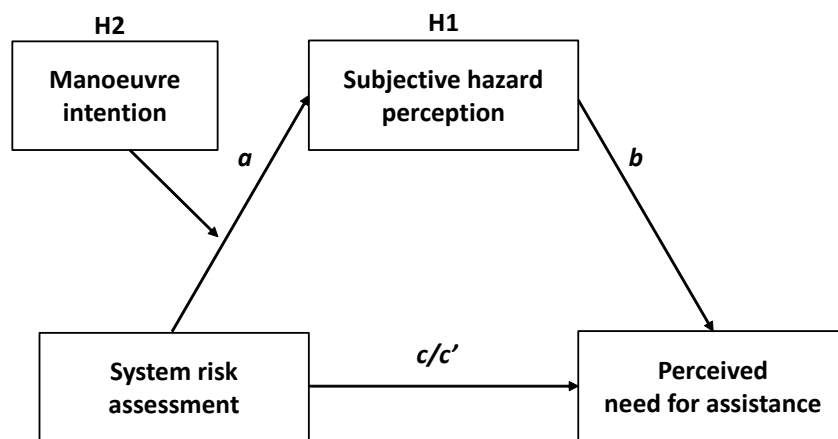 H2
Manoeuvre
intention
H1
Subjective hazard
perception
a
b
System risk
assessment
c/c’
Perceived
need for assistance